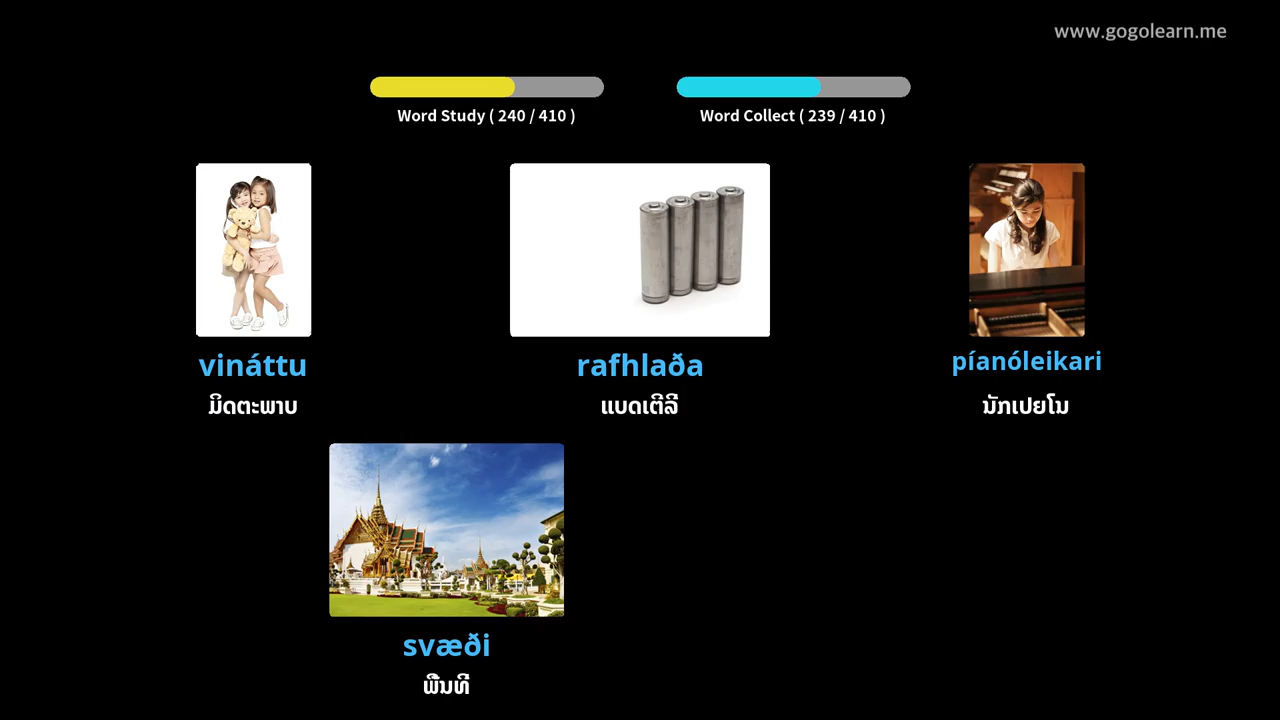 www.gogolearn.me
Word Study ( 240 / 410 )
Word Collect ( 239 / 410 )
vináttu
ມິດຕະພາບ
rafhlaða
ແບດເຕີລີ
píanóleikari
ນັກເປຍໂນ
svæði
ພື້ນທີ່